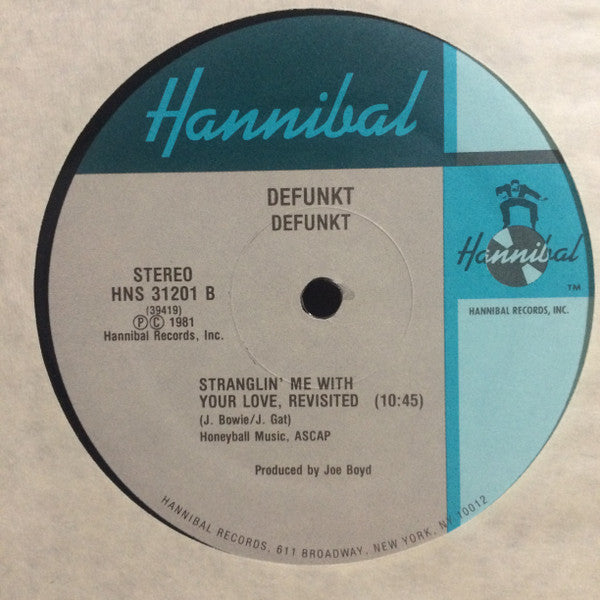 Hannibal
DEFUNKT
DEFUNKT
Hannibal
TM
HANNIBAL RECORDS, INC.
STEREO
HNS 31201 B
(39419)
Ⓟ© 1981
Hannibal Records, Inc.
STRANGLIN' ME WITH
YOUR LOVE, REVISITED (10:45)
(J. Bowie/J. Gat)
Honeyball Music, ASCAP
Produced by Joe Boyd
HANNIBAL RECORDS, 611 BROADWAY, NEW YORK, NY 10012